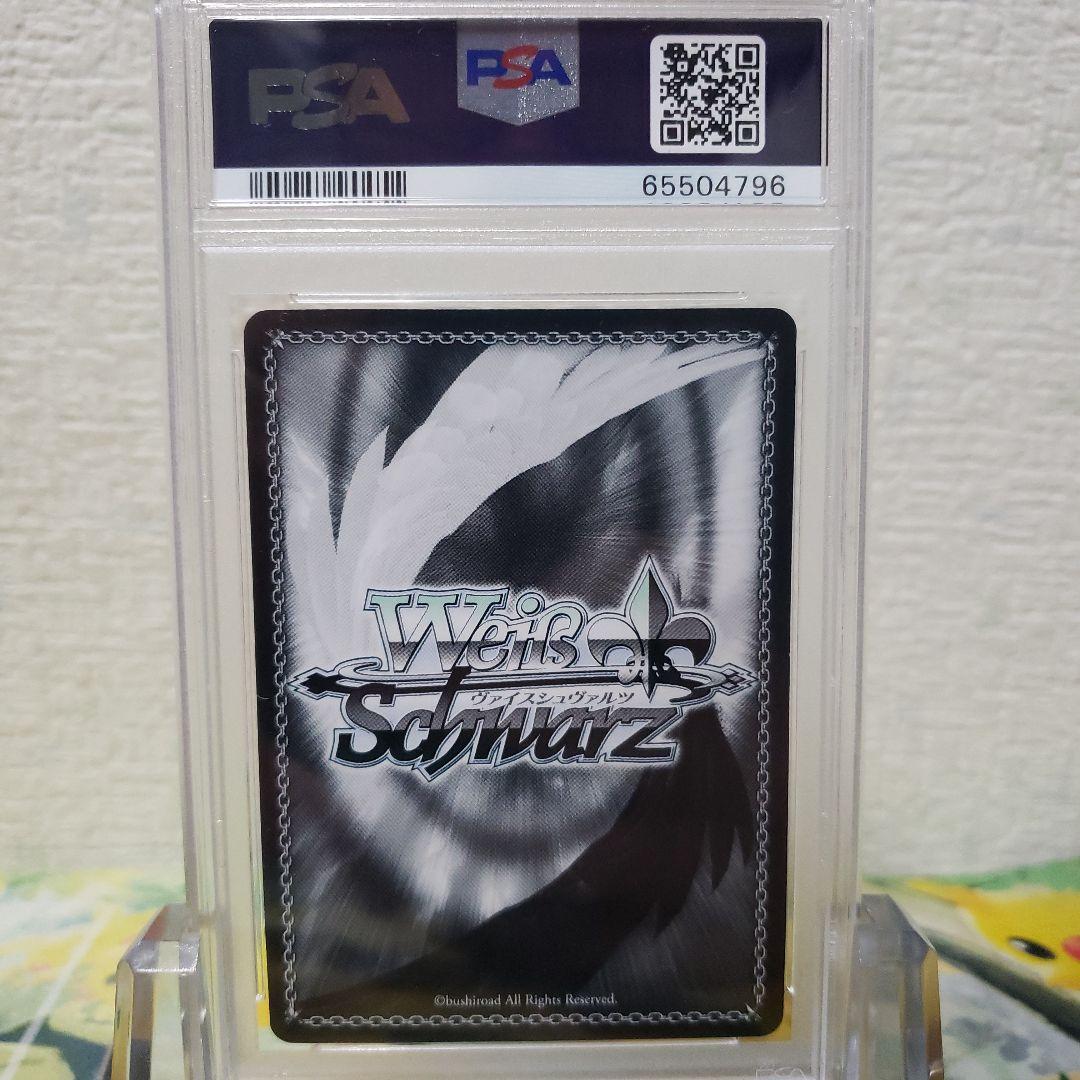 PSA
PSA
65504796
Weiß
ヴァイスシュヴァルツ
Schwarz
©bushiroad All Rights Reserved.
PSA